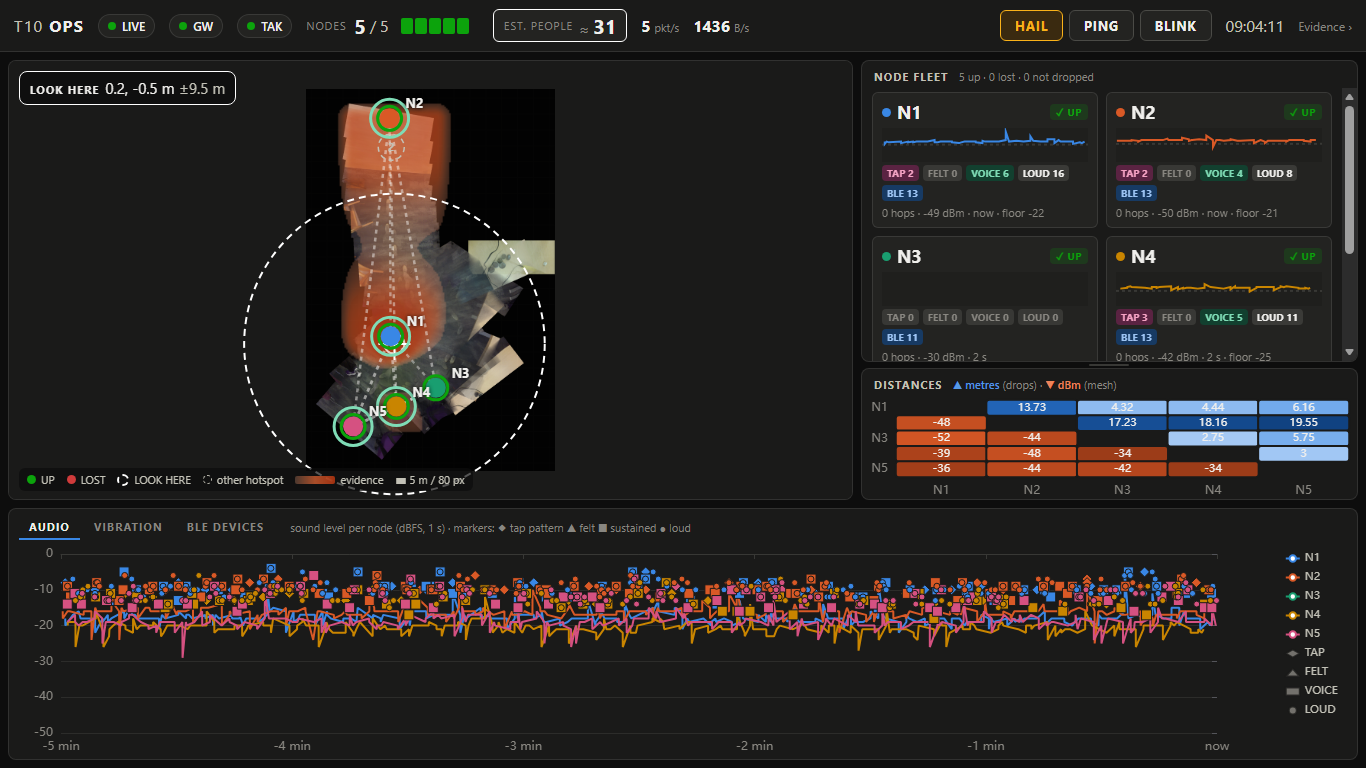 T10 OPS LIVE GW TAK NODES 5 / 5 EST. PEOPLE ≈ 31 5 pkt/s 1436 B/s HAIL PING BLINK 09:04:11 Evidence ›
LOOK HERE 0.2, -0.5 m ±9.5 m
N2
N1
N3
N4
N5
UP LOST LOOK HERE other hotspot evidence 5 m / 80 px
NODE FLEET 5 up · 0 lost · 0 not dropped
N1 ✓ UP
TAP 2 FELT 0 VOICE 6 LOUD 16
BLE 13
0 hops · -49 dBm · now · floor -22
N2 ✓ UP
TAP 2 FELT 0 VOICE 4 LOUD 8
BLE 13
0 hops · -50 dBm · now · floor -21
N3 ✓ UP
TAP 0 FELT 0 VOICE 0 LOUD 0
BLE 11
0 hops · -30 dBm · 2 s
N4 ✓ UP
TAP 3 FELT 0 VOICE 5 LOUD 11
BLE 13
0 hops · -42 dBm · 2 s · floor -25
DISTANCES ▲ metres (drops) · ▼ dBm (mesh)
N1 13.73 4.32 4.44 6.16
-48 17.23 18.16 19.55
N3 -52 -44 2.75 5.75
-39 -48 -34 3
N5 -36 -44 -42 -34
N1 N2 N3 N4 N5
AUDIO VIBRATION BLE DEVICES sound level per node (dBFS, 1 s) · markers: ◆ tap pattern ▲ felt ■ sustained ● loud
0
-10
-20
-30
-40
-50
-5 min -4 min -3 min -2 min -1 min now
N1
N2
N3
N4
N5
TAP
FELT
VOICE
LOUD